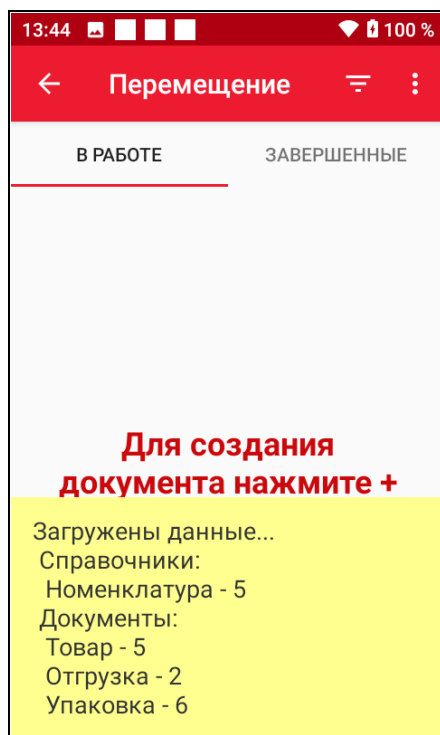 13:44 100 %
Перемещение
В РАБОТЕ ЗАВЕРШЕННЫЕ
Для создания
документа нажмите +
Загружены данные...
Справочники:
Номенклатура - 5
Документы:
Товар - 5
Отгрузка - 2
Упаковка - 6